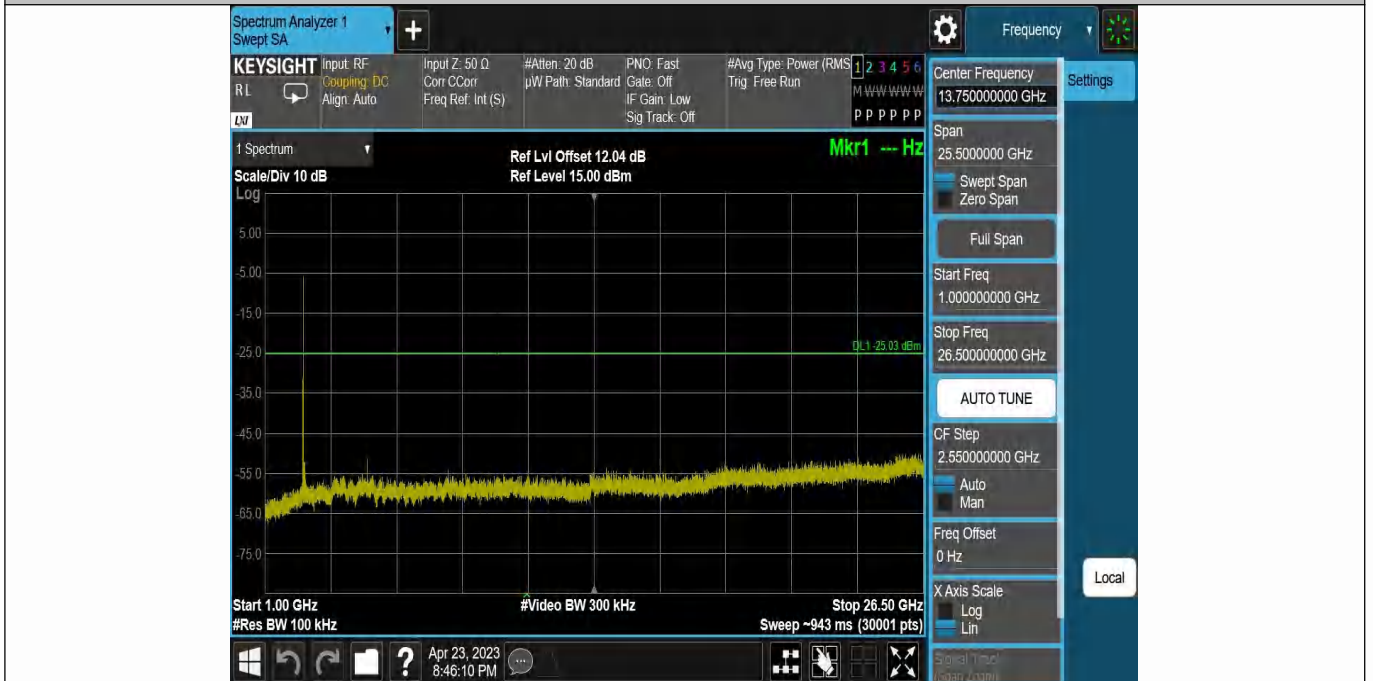 Spectrum Analyzer 1
Swept SA
+
Frequency
KEYSIGHT
RL
LXI
Input: RF
Coupling: DC
Align: Auto
Input Z: 50 Ω
Corr CCorr
Freq Ref: Int (S)
#Atten: 20 dB
µW Path: Standard
PNO: Fast
Gate: Off
IF Gain: Low
Sig Track: Off
#Avg Type: Power (RMS
Trig: Free Run
1 2 3 4 5 6
M W W W W W
P P P P P P
Center Frequency
13.750000000 GHz
Settings
Span
25.5000000 GHz
Swept Span
Zero Span
Full Span
Start Freq
1.000000000 GHz
Stop Freq
26.500000000 GHz
AUTO TUNE
CF Step
2.550000000 GHz
Auto
Man
Freq Offset
0 Hz
X Axis Scale
Log
Lin
Signal Track
(Span Zoom)
Local
1 Spectrum
Scale/Div 10 dB
Log
Ref Lvl Offset 12.04 dB
Ref Level 15.00 dBm
Mkr1 --- Hz
5.00
-5.00
-15.0
-25.0
DL1 -25.03 dBm
-35.0
-45.0
-55.0
-65.0
-75.0
Start 1.00 GHz
#Res BW 100 kHz
#Video BW 300 kHz
Stop 26.50 GHz
Sweep ~943 ms (30001 pts)
?
Apr 23, 2023
8:46:10 PM